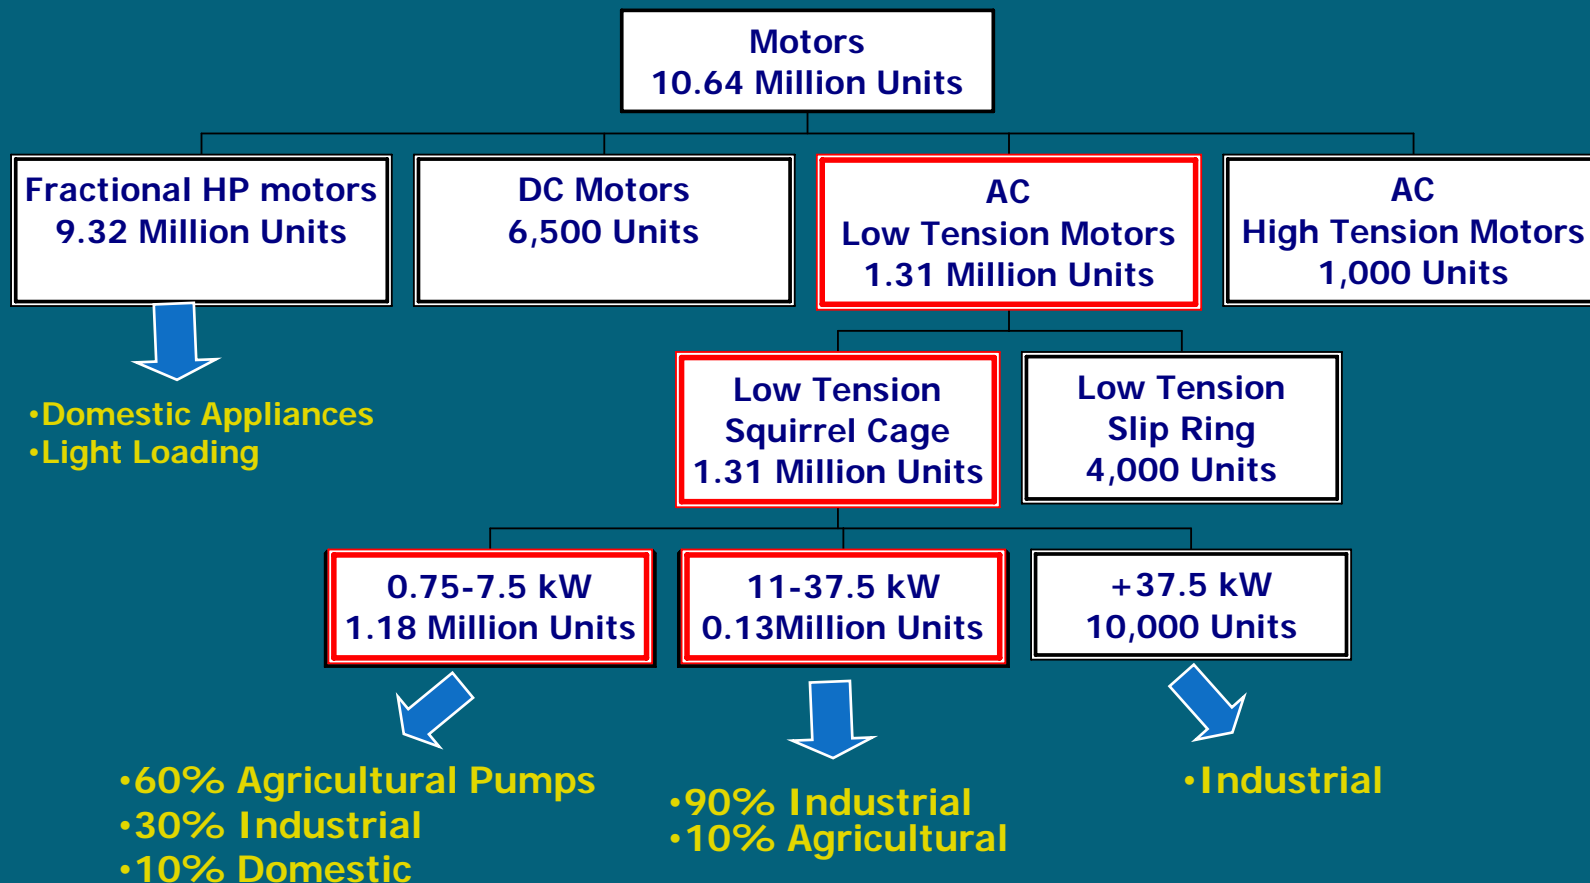 Motors
10.64 Million Units
Fractional HP motors
9.32 Million Units
DC Motors
6,500 Units
AC
Low Tension Motors
1.31 Million Units
AC
High Tension Motors
1,000 Units
•Domestic Appliances
•Light Loading
Low Tension
Squirrel Cage
1.31 Million Units
Low Tension
Slip Ring
4,000 Units
0.75-7.5 kW
1.18 Million Units
11-37.5 kW
0.13Million Units
+37.5 kW
10,000 Units
•60% Agricultural Pumps
•30% Industrial
•10% Domestic
•90% Industrial
•10% Agricultural
•Industrial